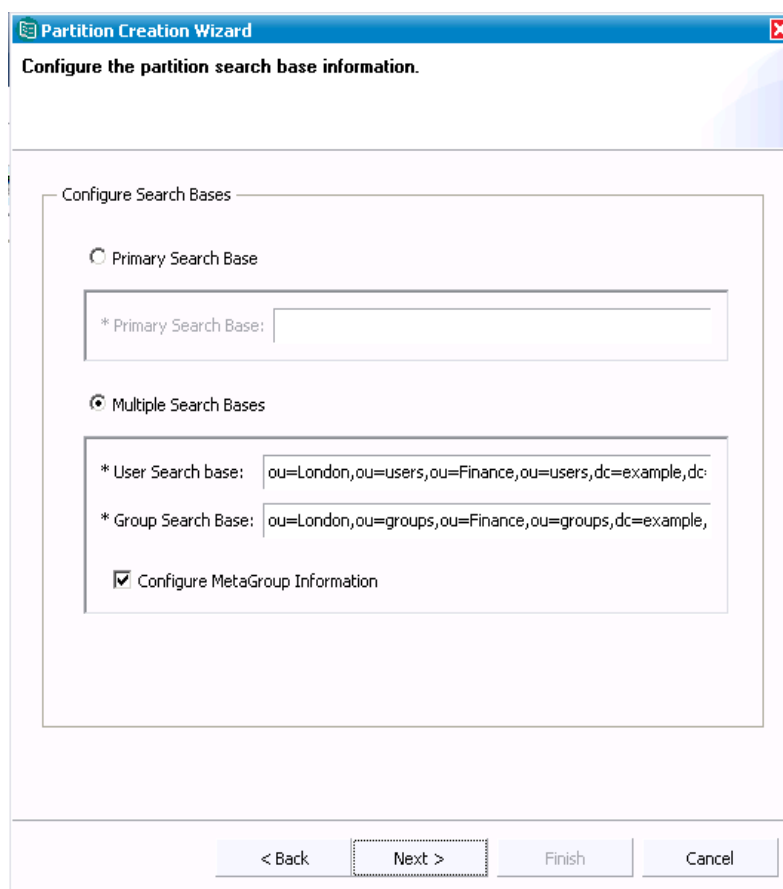 Partition Creation Wizard
Configure the partition search base information.
Configure Search Bases
Primary Search Base
* Primary Search Base:
Multiple Search Bases
* User Search base: ou=London,ou=users,ou=Finance,ou=users,dc=example,dc=
* Group Search Base: ou=London,ou=groups,ou=Finance,ou=groups,dc=example,
Configure MetaGroup Information
< Back Next > Finish Cancel